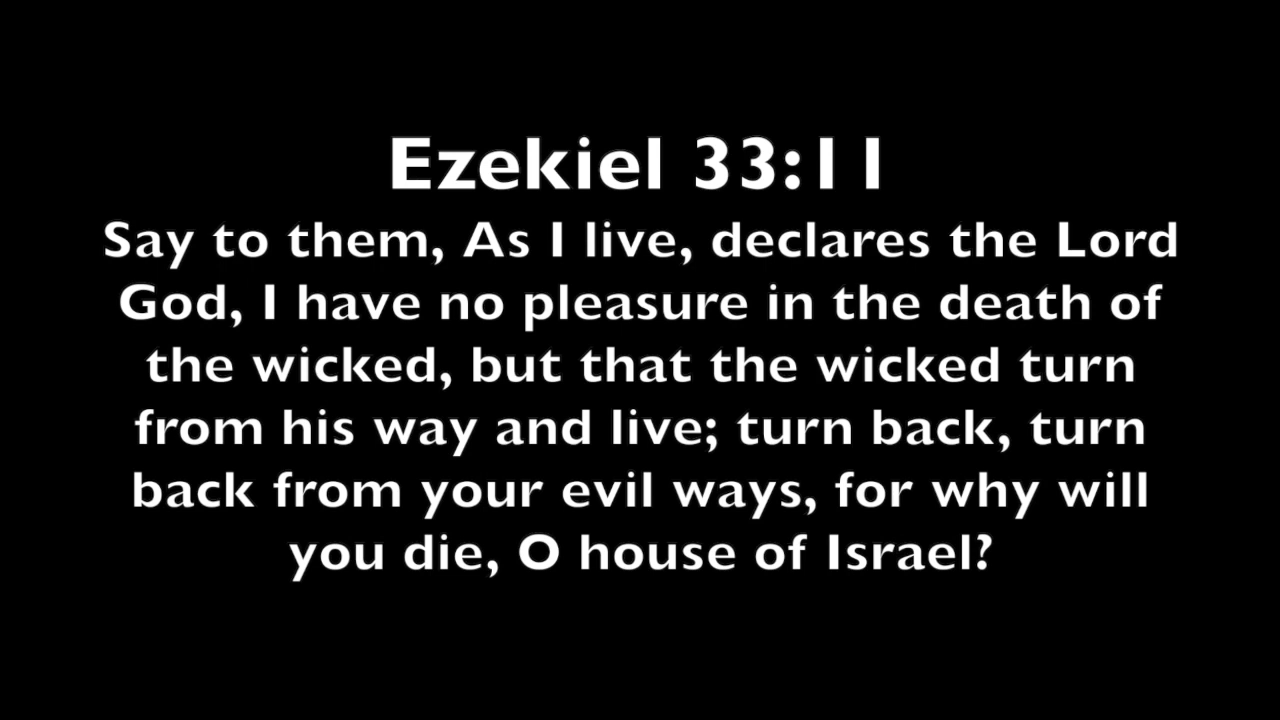 Ezekiel 33:11
Say to them, As I live, declares the Lord
God, I have no pleasure in the death of
the wicked, but that the wicked turn
from his way and live; turn back, turn
back from your evil ways, for why will
you die, O house of Israel?